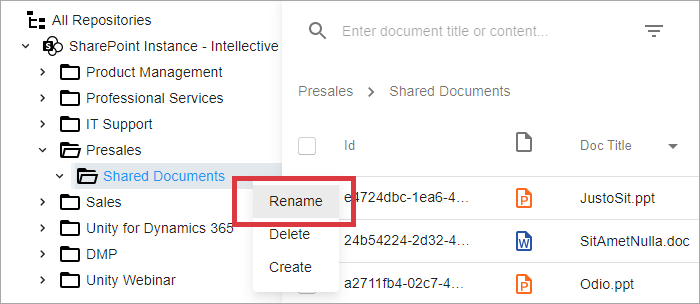 All Repositories
SharePoint Instance - Intellective
Product Management
Professional Services
IT Support
Presales
Shared Documents
Sales
Unity for Dynamics 365
DMP
Unity Webinar
Rename
Delete
Create
Enter document title or content...
Presales > Shared Documents
Id Doc Title
e4724dbc-1ea6-4... P JustoSit.ppt
24b54224-2d32-4... W SitAmetNulla.doc
a2711fb4-02c7-4... P Odio.ppt